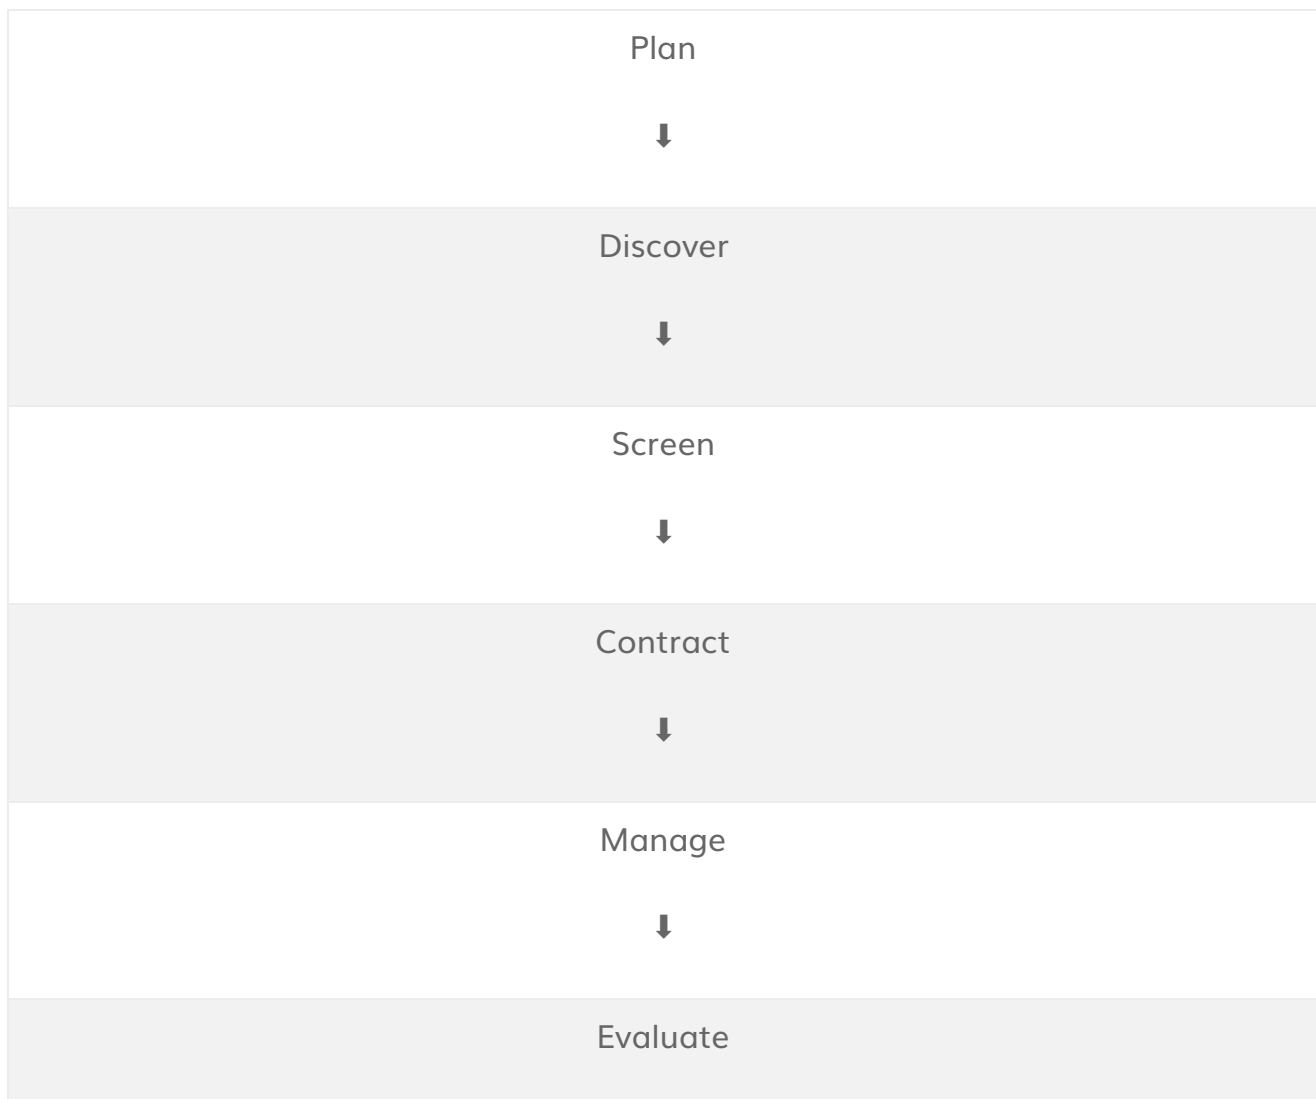 Plan
⬇
Discover
⬇
Screen
⬇
Contract
⬇
Manage
⬇
Evaluate